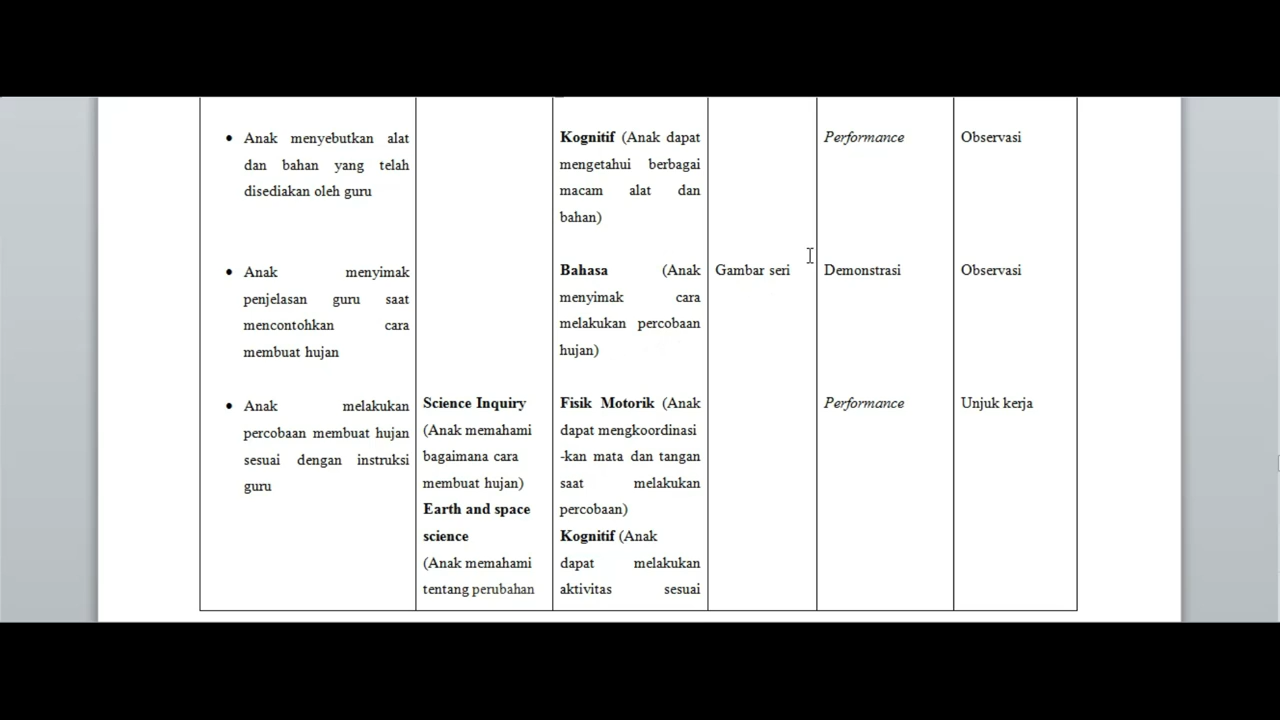 Anak menyebutkan alat
dan bahan yang telah
disediakan oleh guru
Kognitif (Anak dapat
mengetahui berbagai
macam alat dan
bahan)
Performance
Observasi
Anak menyimak
penjelasan guru saat
mencontohkan cara
membuat hujan
Bahasa (Anak
menyimak cara
melakukan percobaan
hujan)
Gambar seri
Demonstrasi
Observasi
Anak melakukan
percobaan membuat hujan
sesuai dengan instruksi
guru
Science Inquiry
(Anak memahami
bagaimana cara
membuat hujan)
Earth and space
science
(Anak memahami
tentang perubahan
Fisik Motorik (Anak
dapat mengkoordinasi
-kan mata dan tangan
saat melakukan
percobaan)
Kognitif (Anak
dapat melakukan
aktivitas sesuai
Performance
Unjuk kerja